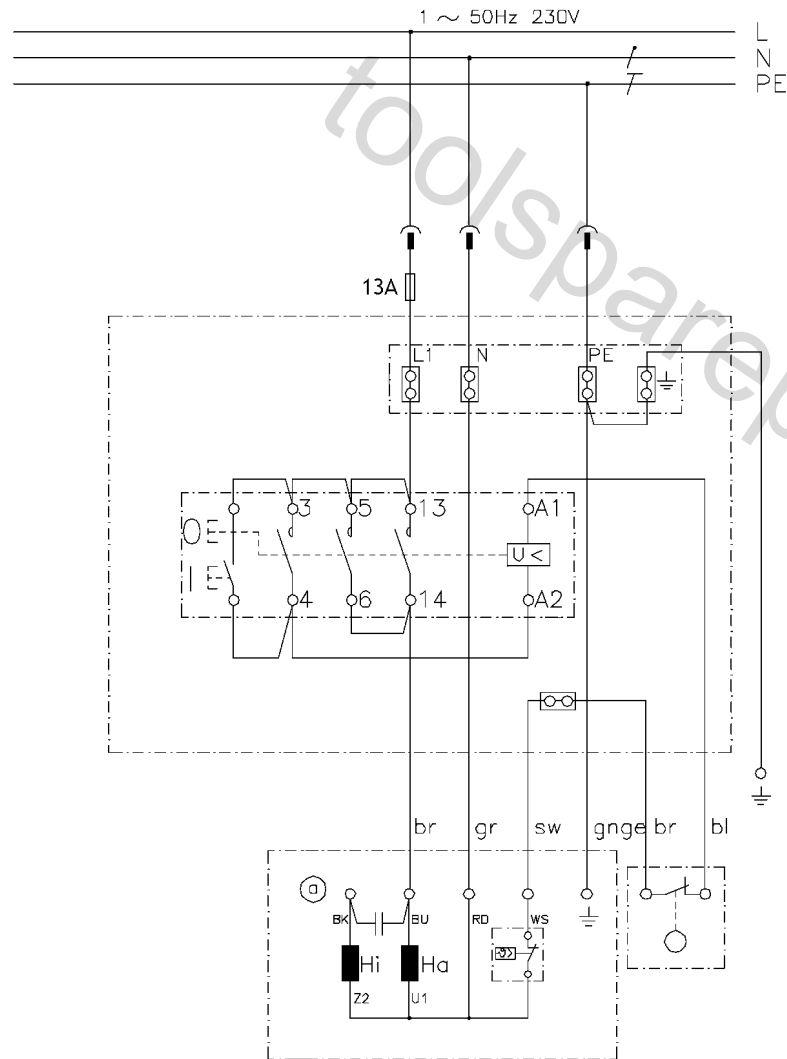 1 ~ 50Hz 230V
L
N
PE
toolsparep
13A
L1 N PE
3 5 13 A1
0 E
U <
I E
4 6 14 A2
br gr sw gnge br bl
a
BK BU RD WS
Hi Ha ϑ>
Z2 U1